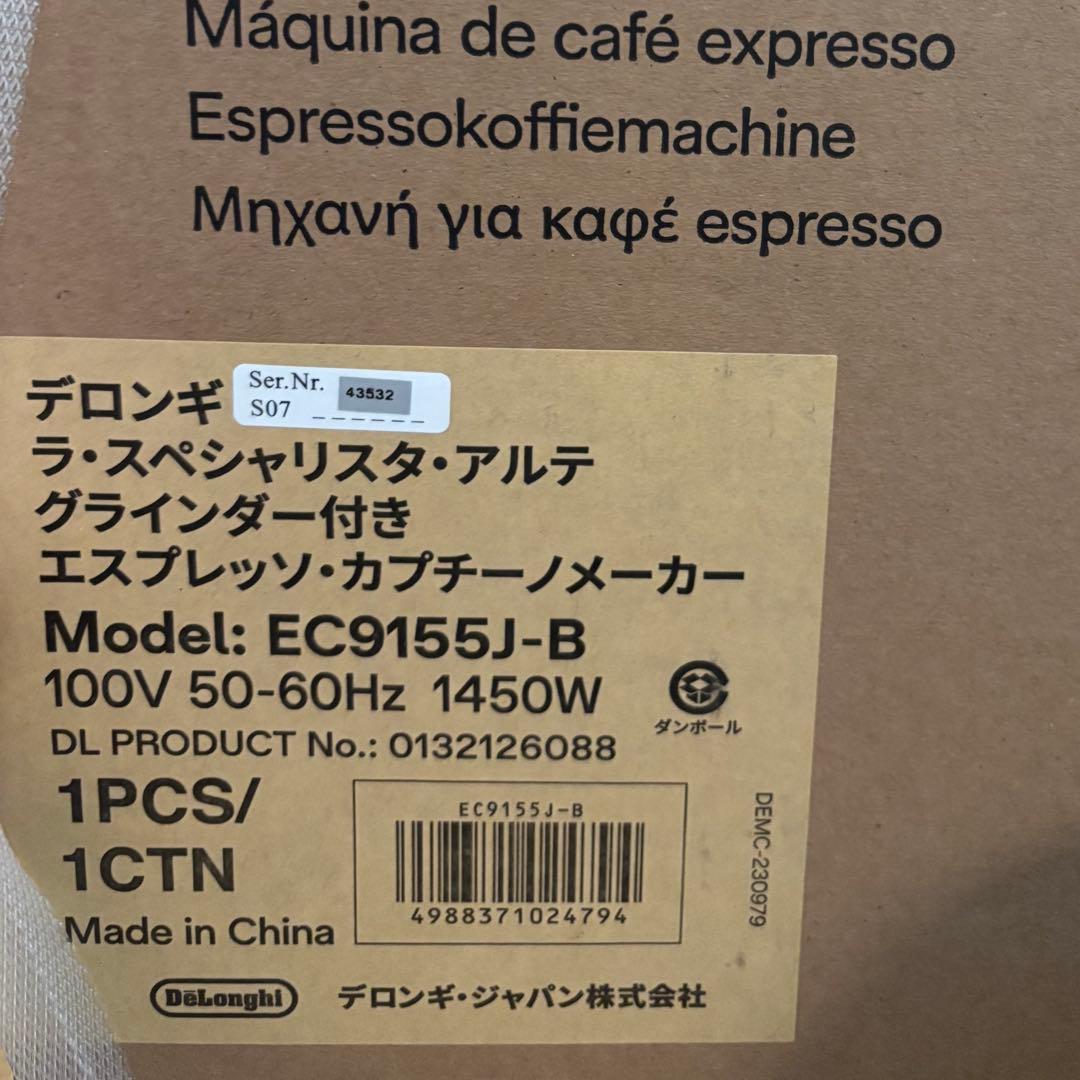 Máquina de café expresso
Espressokoffiemachine
Μηχανή για καφέ espresso
デロンギ
Ser.Nr. 43532
S07 _ _ _ _ _ _
ラ・スペシャリスタ・アルテ
グラインダー付き
エスプレッソ・カプチーノメーカー
Model: EC9155J-B
100V 50-60Hz 1450W
ダンボール
DL PRODUCT No.: 0132126088
1PCS/
1CTN
Made in China
EC9155J-B
4988371024794
DEMC-230979
DēLonghi
デロンギ・ジャパン株式会社